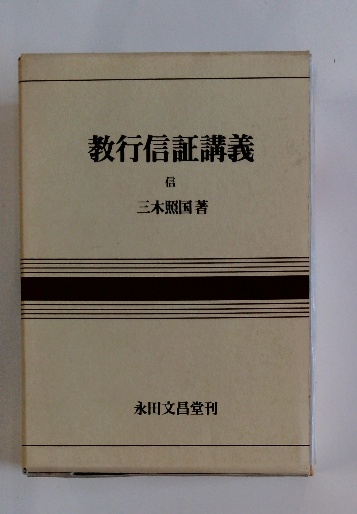 教行信証講義
信
三木照国著
永田文昌堂刊